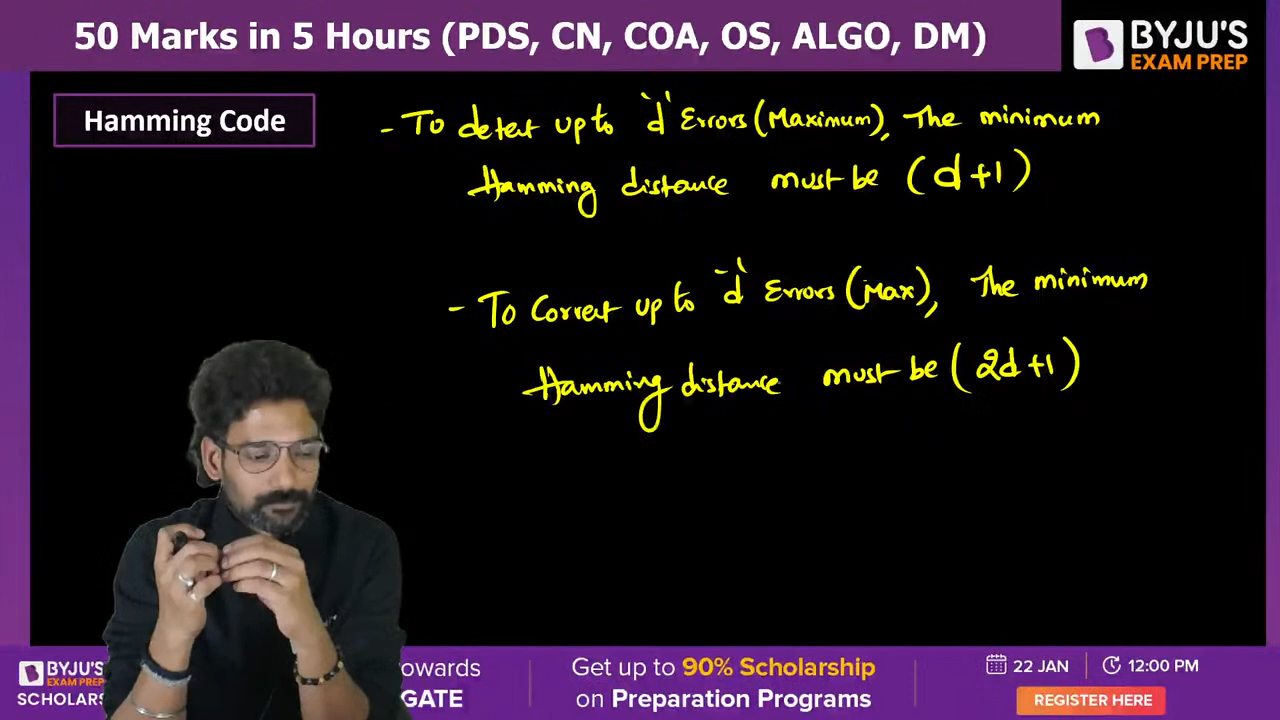 50 Marks in 5 Hours (PDS, CN, COA, OS, ALGO, DM)
BYJU'S
EXAM PREP
Hamming Code
- To detect up to 'd' Errors (Maximum), The minimum
Hamming distance must be (d+1)
- To Correct up to 'd' Errors (Max), The minimum
Hamming distance must be (2d+1)
BYJU'S
EXAM PREP
SCHOLARS
owards
GATE
Get up to 90% Scholarship
on Preparation Programs
22 JAN
12:00 PM
REGISTER HERE